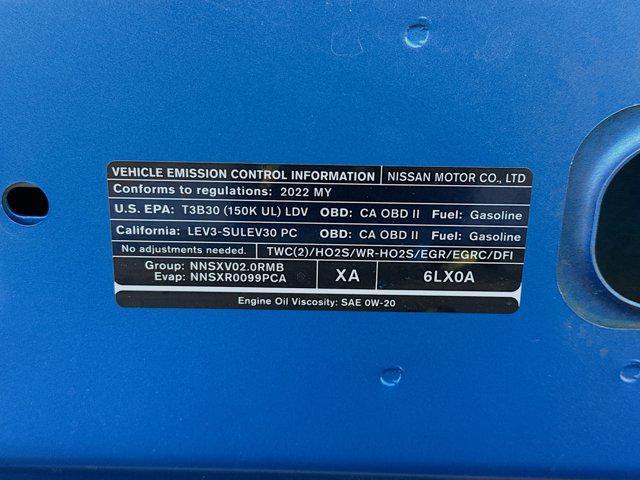 VEHICLE EMISSION CONTROL INFORMATION NISSAN MOTOR CO., LTD
Conforms to regulations: 2022 MY
U.S. EPA: T3B30 (150K UL) LDV OBD: CA OBD II Fuel: Gasoline
California: LEV3-SULEV30 PC OBD: CA OBD II Fuel: Gasoline
No adjustments needed. TWC(2)/HO2S/WR-HO2S/EGR/EGRC/DFI
Group: NNSXV02.0RMB
Evap: NNSXR0099PCA XA 6LX0A
Engine Oil Viscosity: SAE 0W-20